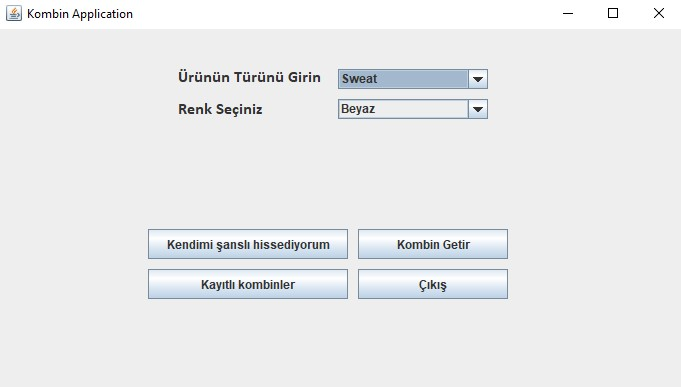 Kombin Application
Ürünün Türünü Girin Sweat
Renk Seçiniz Beyaz
Kendimi şanslı hissediyorum Kombin Getir
Kayıtlı kombinler Çıkış